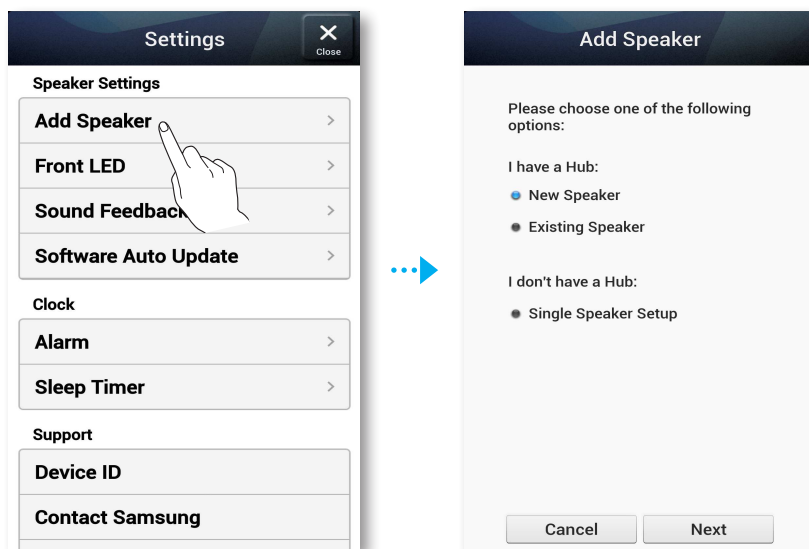 Settings
Close
Speaker Settings
Add Speaker
Front LED
Sound Feedback
Software Auto Update
Clock
Alarm
Sleep Timer
Support
Device ID
Contact Samsung
Add Speaker
Please choose one of the following
options:
I have a Hub:
New Speaker
Existing Speaker
I don't have a Hub:
Single Speaker Setup
Cancel
Next